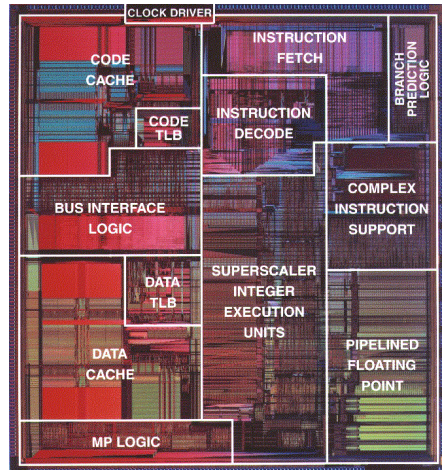 CLOCK DRIVER
CODE
CACHE
CODE
TLB
INSTRUCTION
FETCH
BRANCH
PREDICTION
LOGIC
INSTRUCTION
DECODE
BUS INTERFACE
LOGIC
COMPLEX
INSTRUCTION
SUPPORT
DATA
TLB
SUPERSCALER
INTEGER
EXECUTION
UNITS
DATA
CACHE
PIPELINED
FLOATING
POINT
MP LOGIC